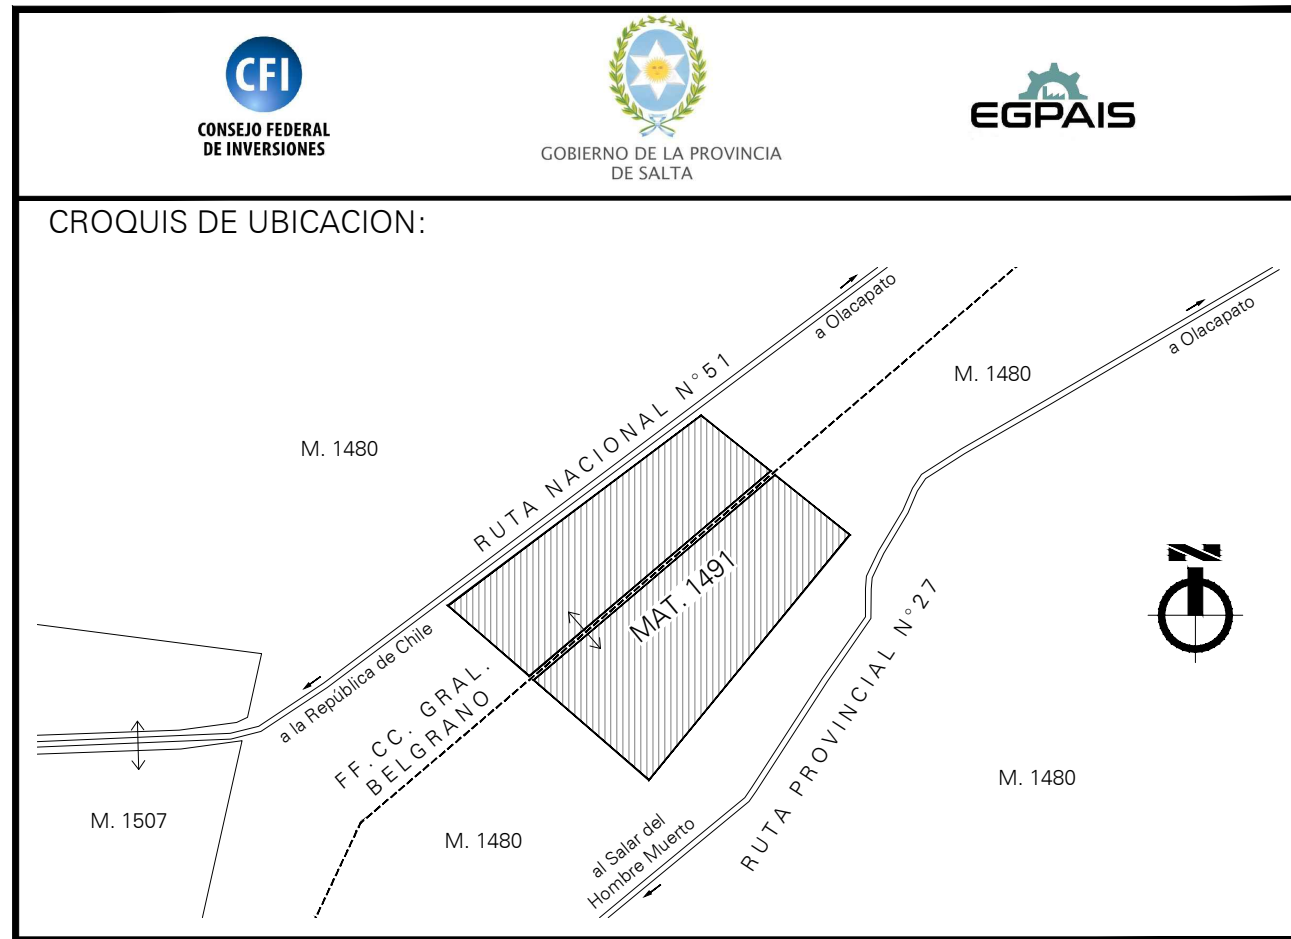 CFI
CONSEJO FEDERAL
DE INVERSIONES
GOBIERNO DE LA PROVINCIA
DE SALTA
EGPAIS
CROQUIS DE UBICACION:
a Olacapato
a Olacapato
M. 1480
RUTA NACIONAL N°51
M. 1480
N
MAT. 1491
RUTA PROVINCIAL N°27
a la República de Chile
FF.CC. GRAL.
BELGRANO
M. 1507
M. 1480
M. 1480
al Salar del
Hombre Muerto